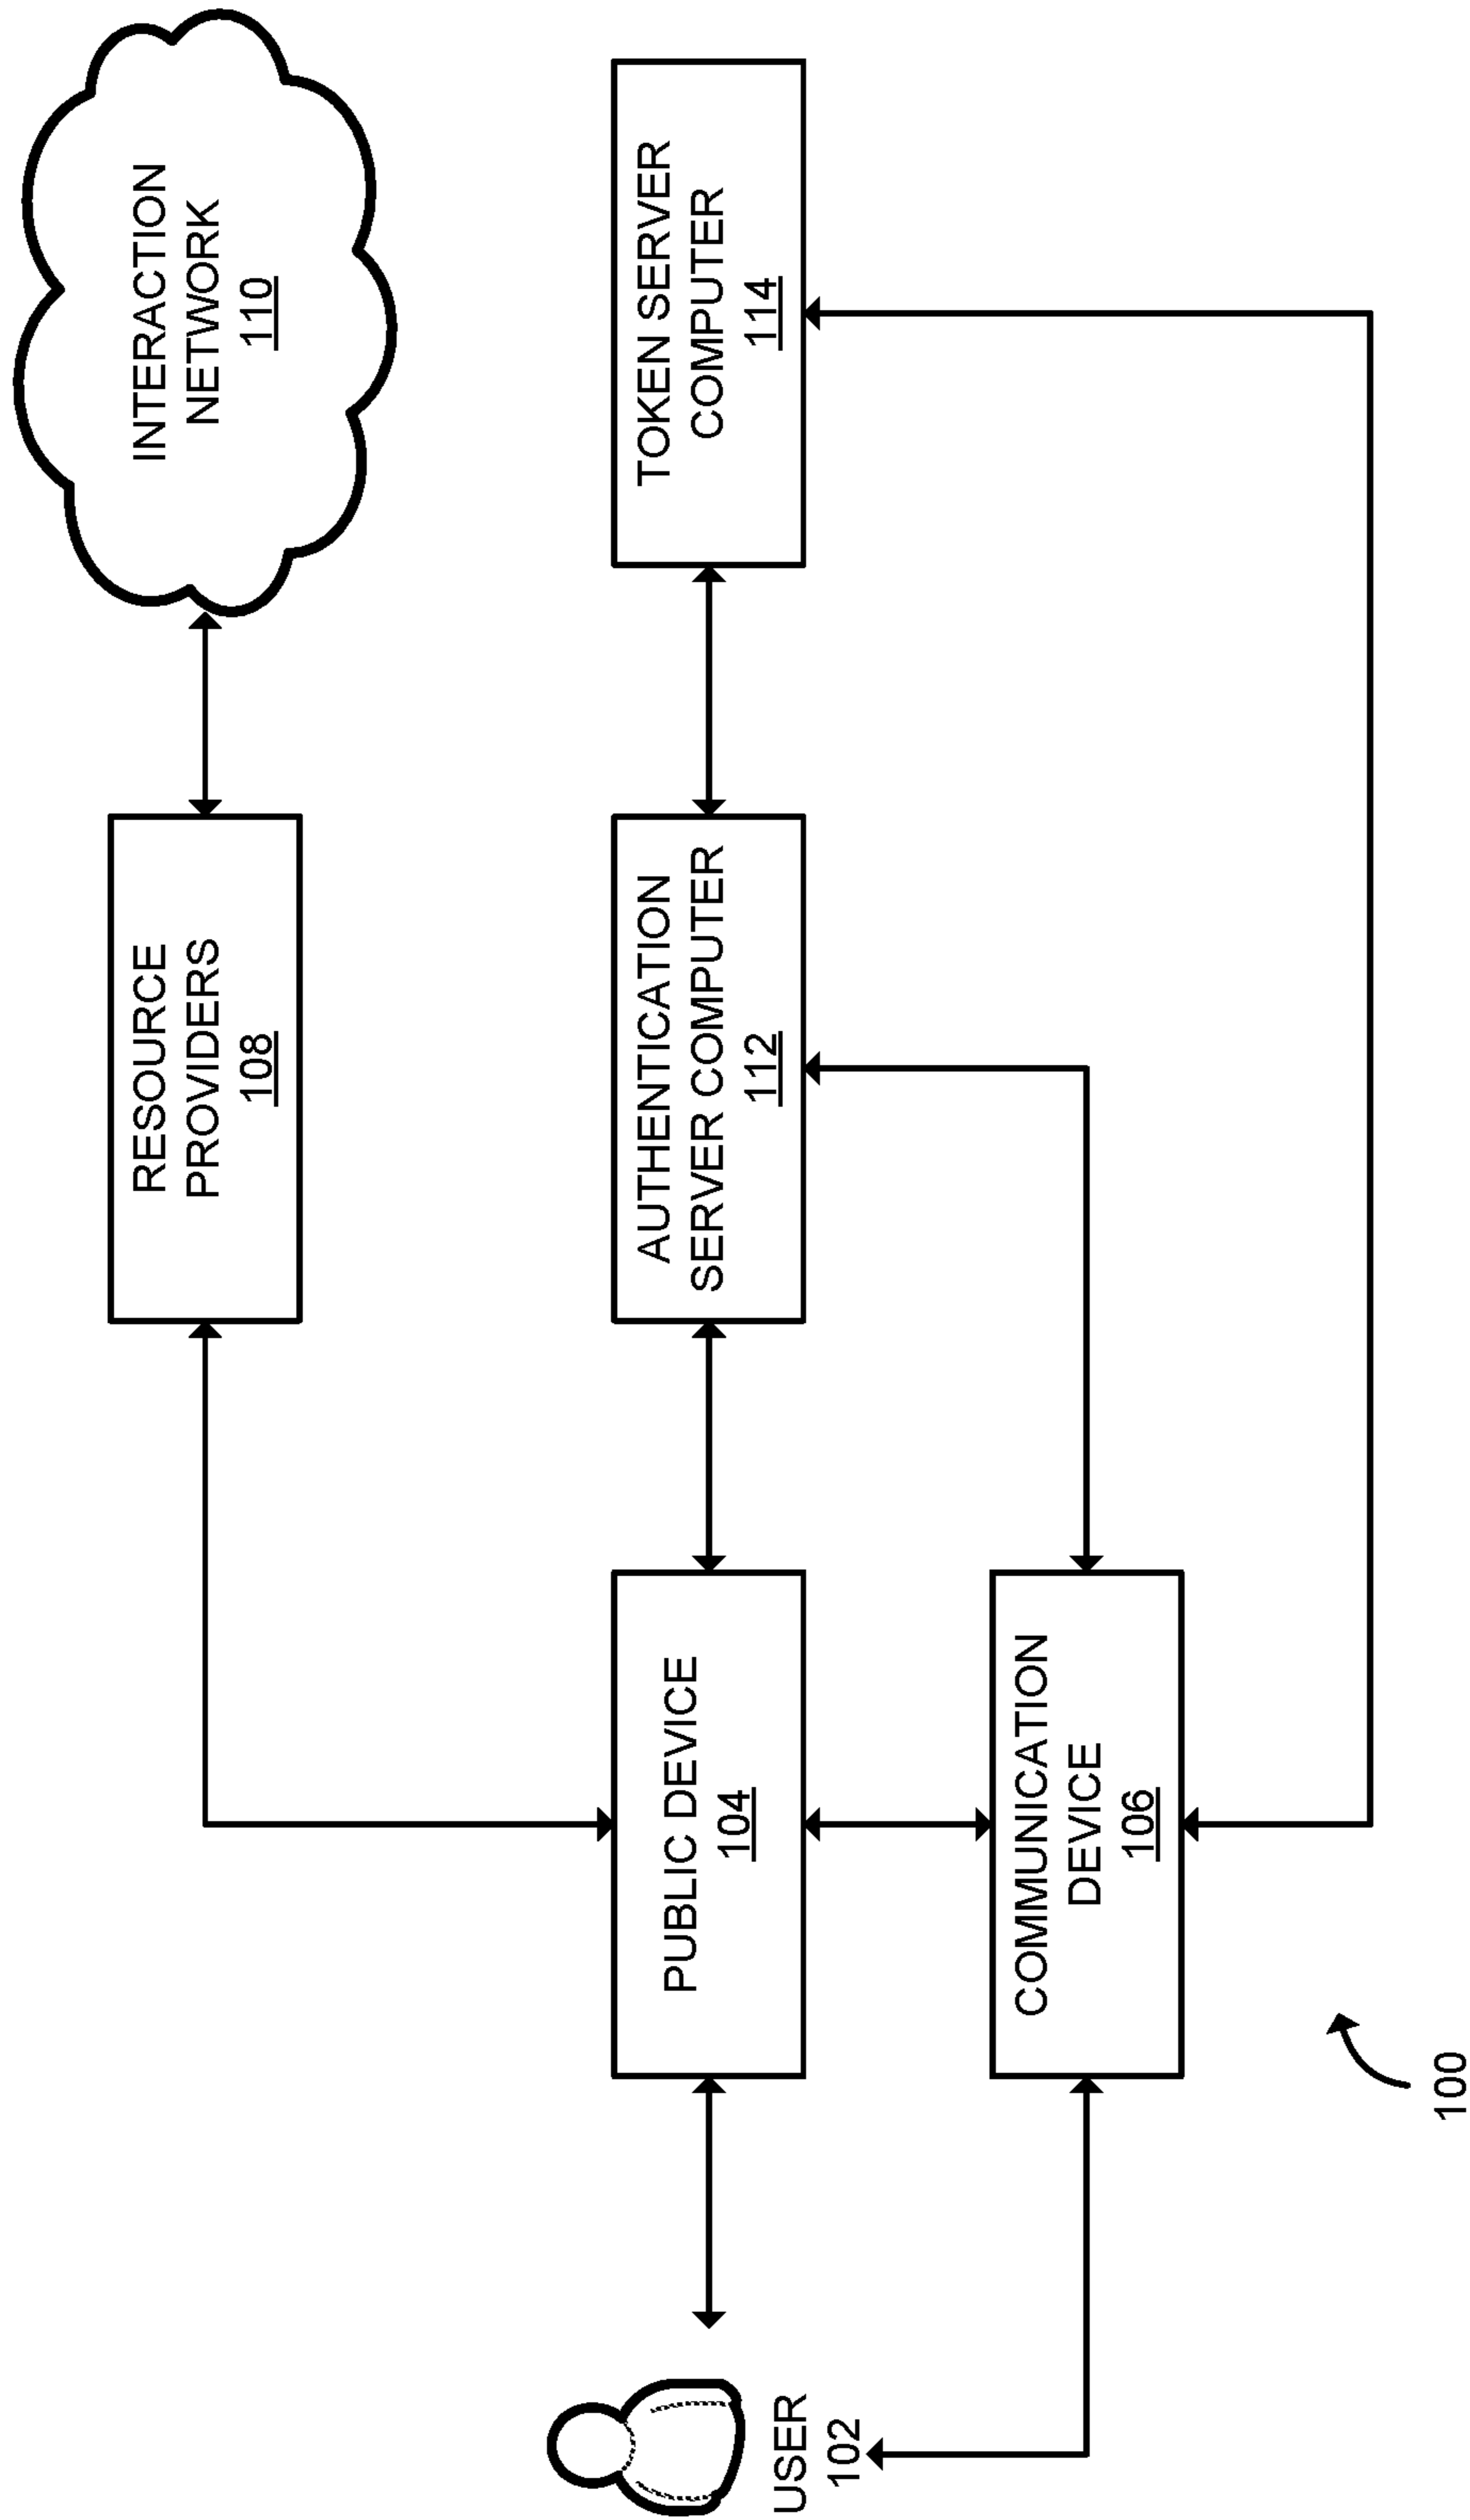 RESOURCE
PROVIDERS
108
INTERACTION
NETWORK
110
USER
102
PUBLIC DEVICE
104
AUTHENTICATION
SERVER COMPUTER
112
TOKEN SERVER
COMPUTER
114
COMMUNICATION
DEVICE
106
100